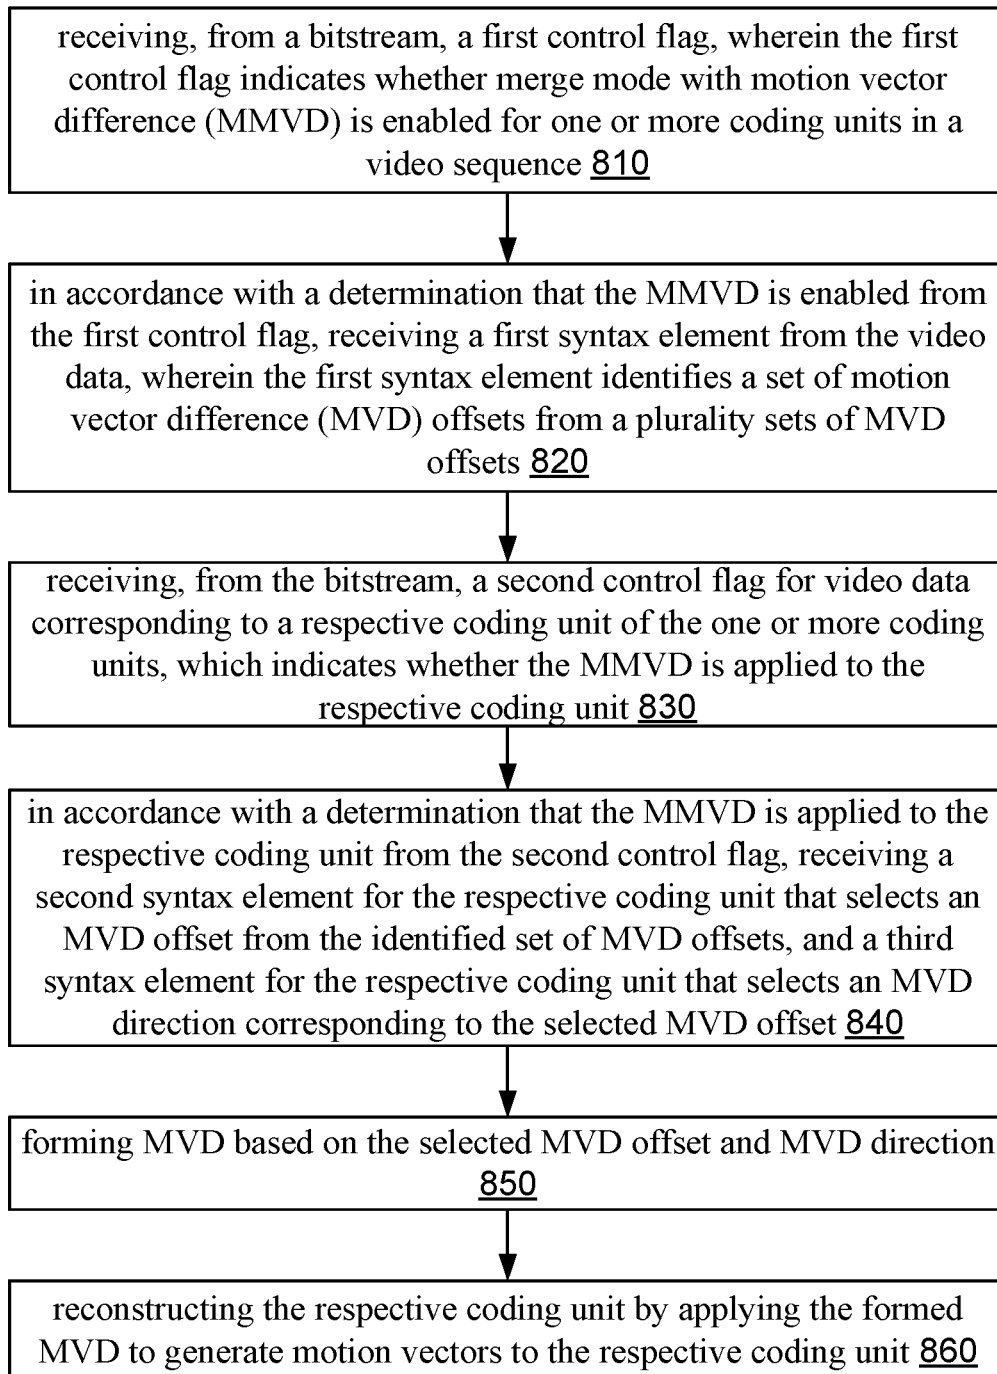 receiving, from a bitstream, a first control flag, wherein the first
control flag indicates whether merge mode with motion vector
difference (MMVD) is enabled for one or more coding units in a
video sequence 810
in accordance with a determination that the MMVD is enabled from
the first control flag, receiving a first syntax element from the video
data, wherein the first syntax element identifies a set of motion
vector difference (MVD) offsets from a plurality sets of MVD
offsets 820
receiving, from the bitstream, a second control flag for video data
corresponding to a respective coding unit of the one or more coding
units, which indicates whether the MMVD is applied to the
respective coding unit 830
in accordance with a determination that the MMVD is applied to the
respective coding unit from the second control flag, receiving a
second syntax element for the respective coding unit that selects an
MVD offset from the identified set of MVD offsets, and a third
syntax element for the respective coding unit that selects an MVD
direction corresponding to the selected MVD offset 840
forming MVD based on the selected MVD offset and MVD direction
850
reconstructing the respective coding unit by applying the formed
MVD to generate motion vectors to the respective coding unit 860